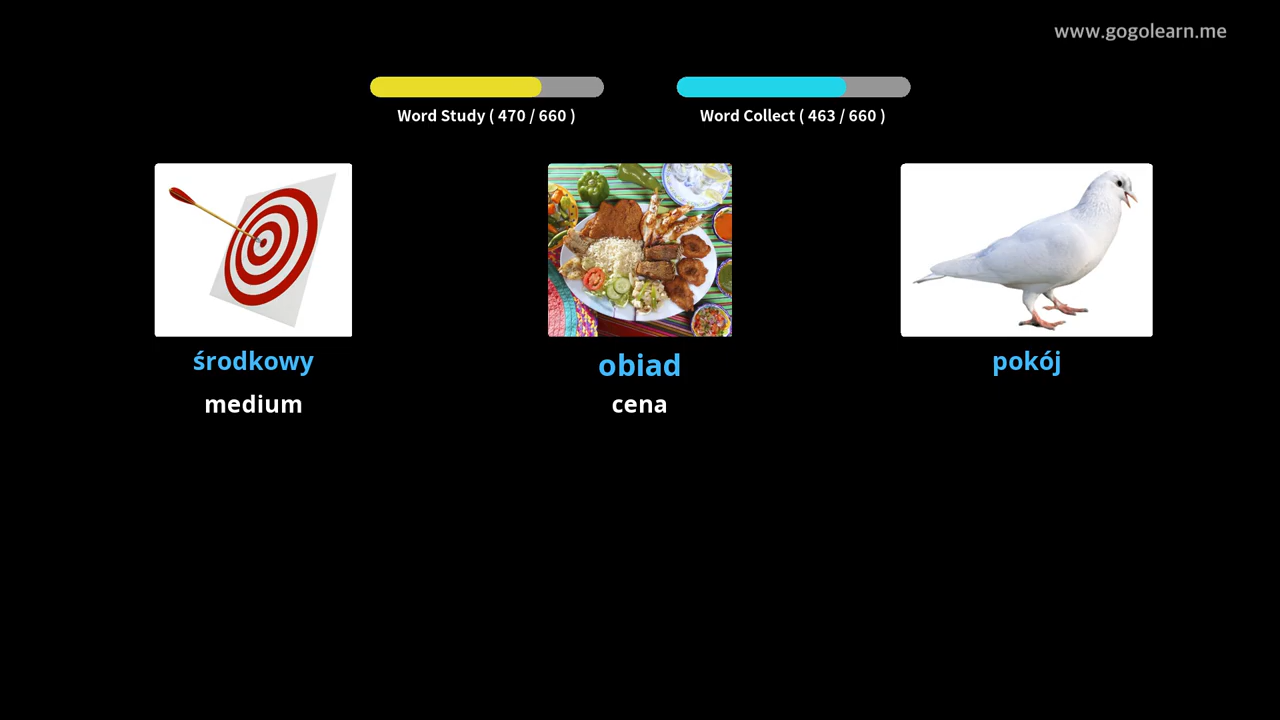 www.gogolearn.me
Word Study ( 470 / 660 )
Word Collect ( 463 / 660 )
środkowy
obiad
pokój
medium
cena